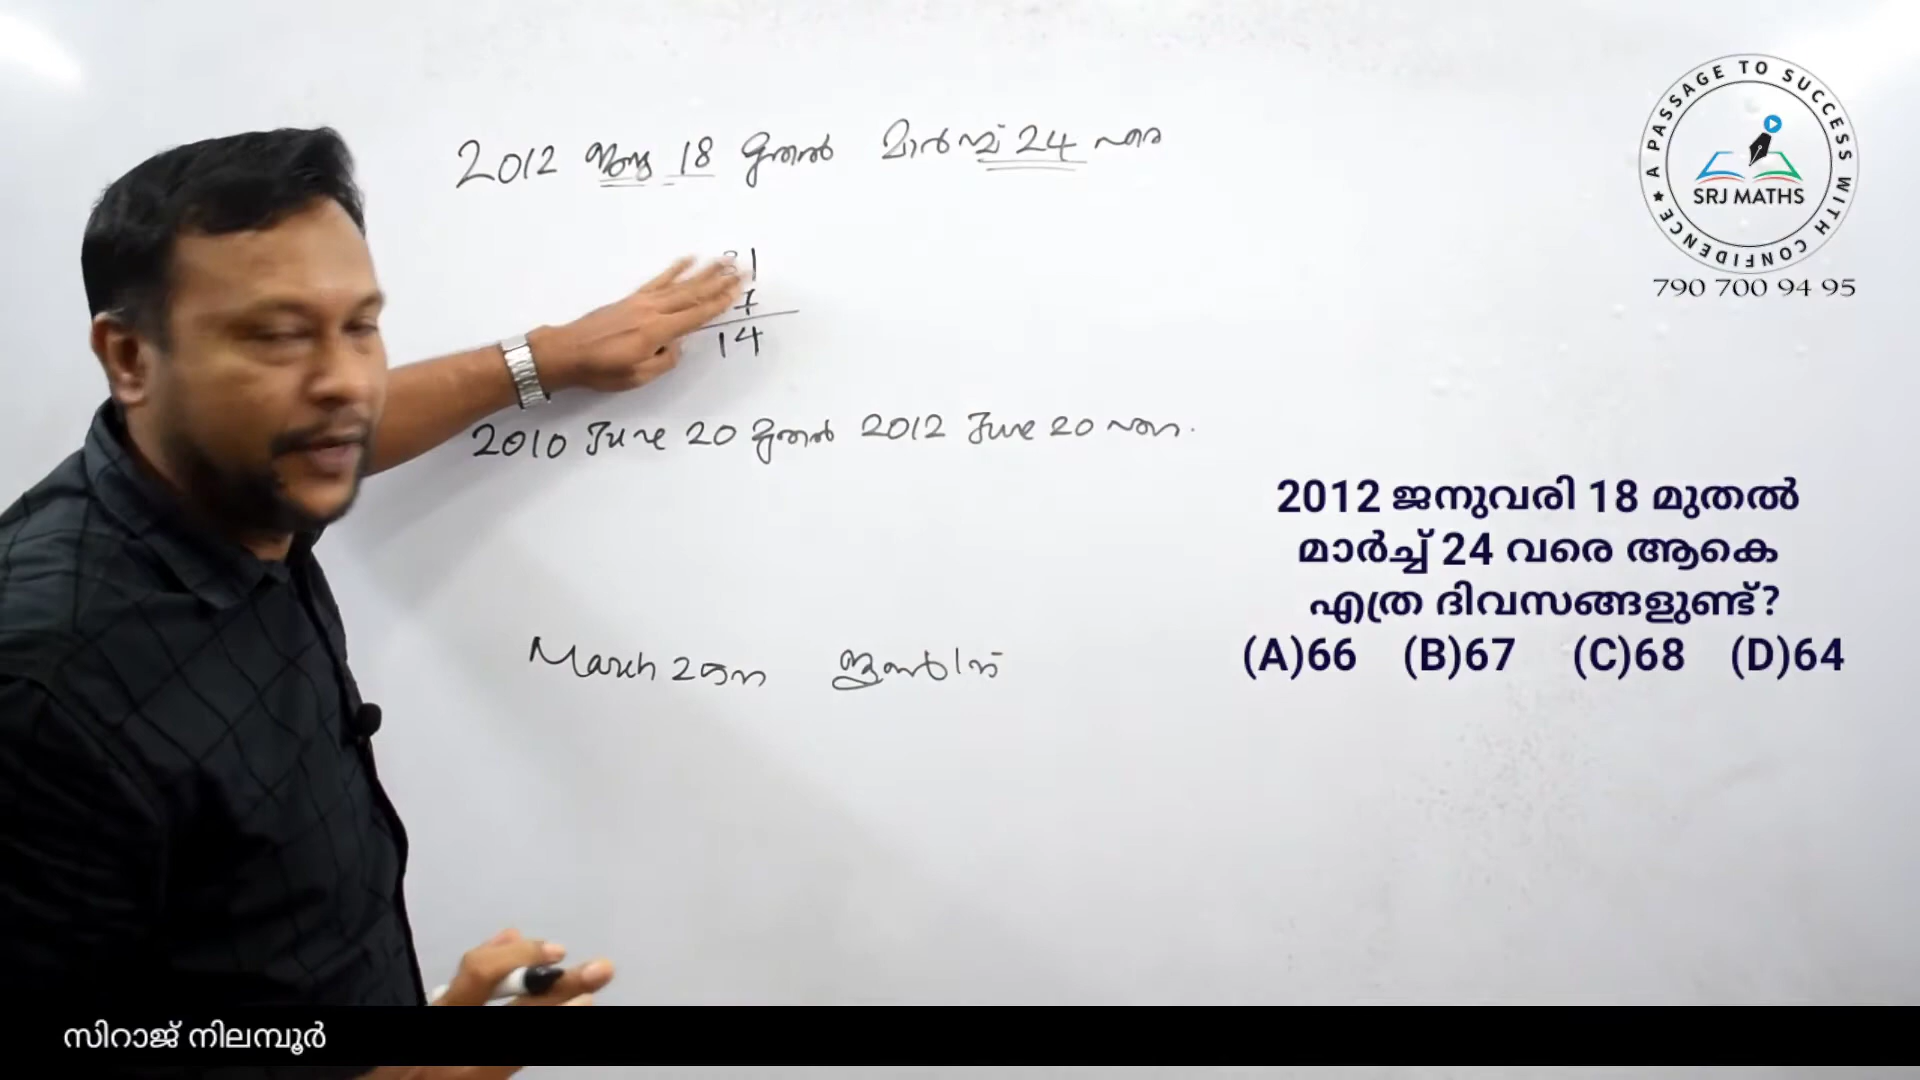 A PASSAGE TO SUCCESS WITH CONFIDENCE
SRJ MATHS
790 700 94 95
2012 ജനു 18 മുതൽ മാർച്ച് 24 വരെ
31
14
2010 June 20 മുതൽ 2012 June 20 വരെ.
March 2നെ ജൂൺ 1ന്
2012 ജനുവരി 18 മുതൽ
മാർച്ച് 24 വരെ ആകെ
എത്ര ദിവസങ്ങളുണ്ട്?
(A)66 (B)67 (C)68 (D)64
സിറാജ് നിലമ്പൂർ